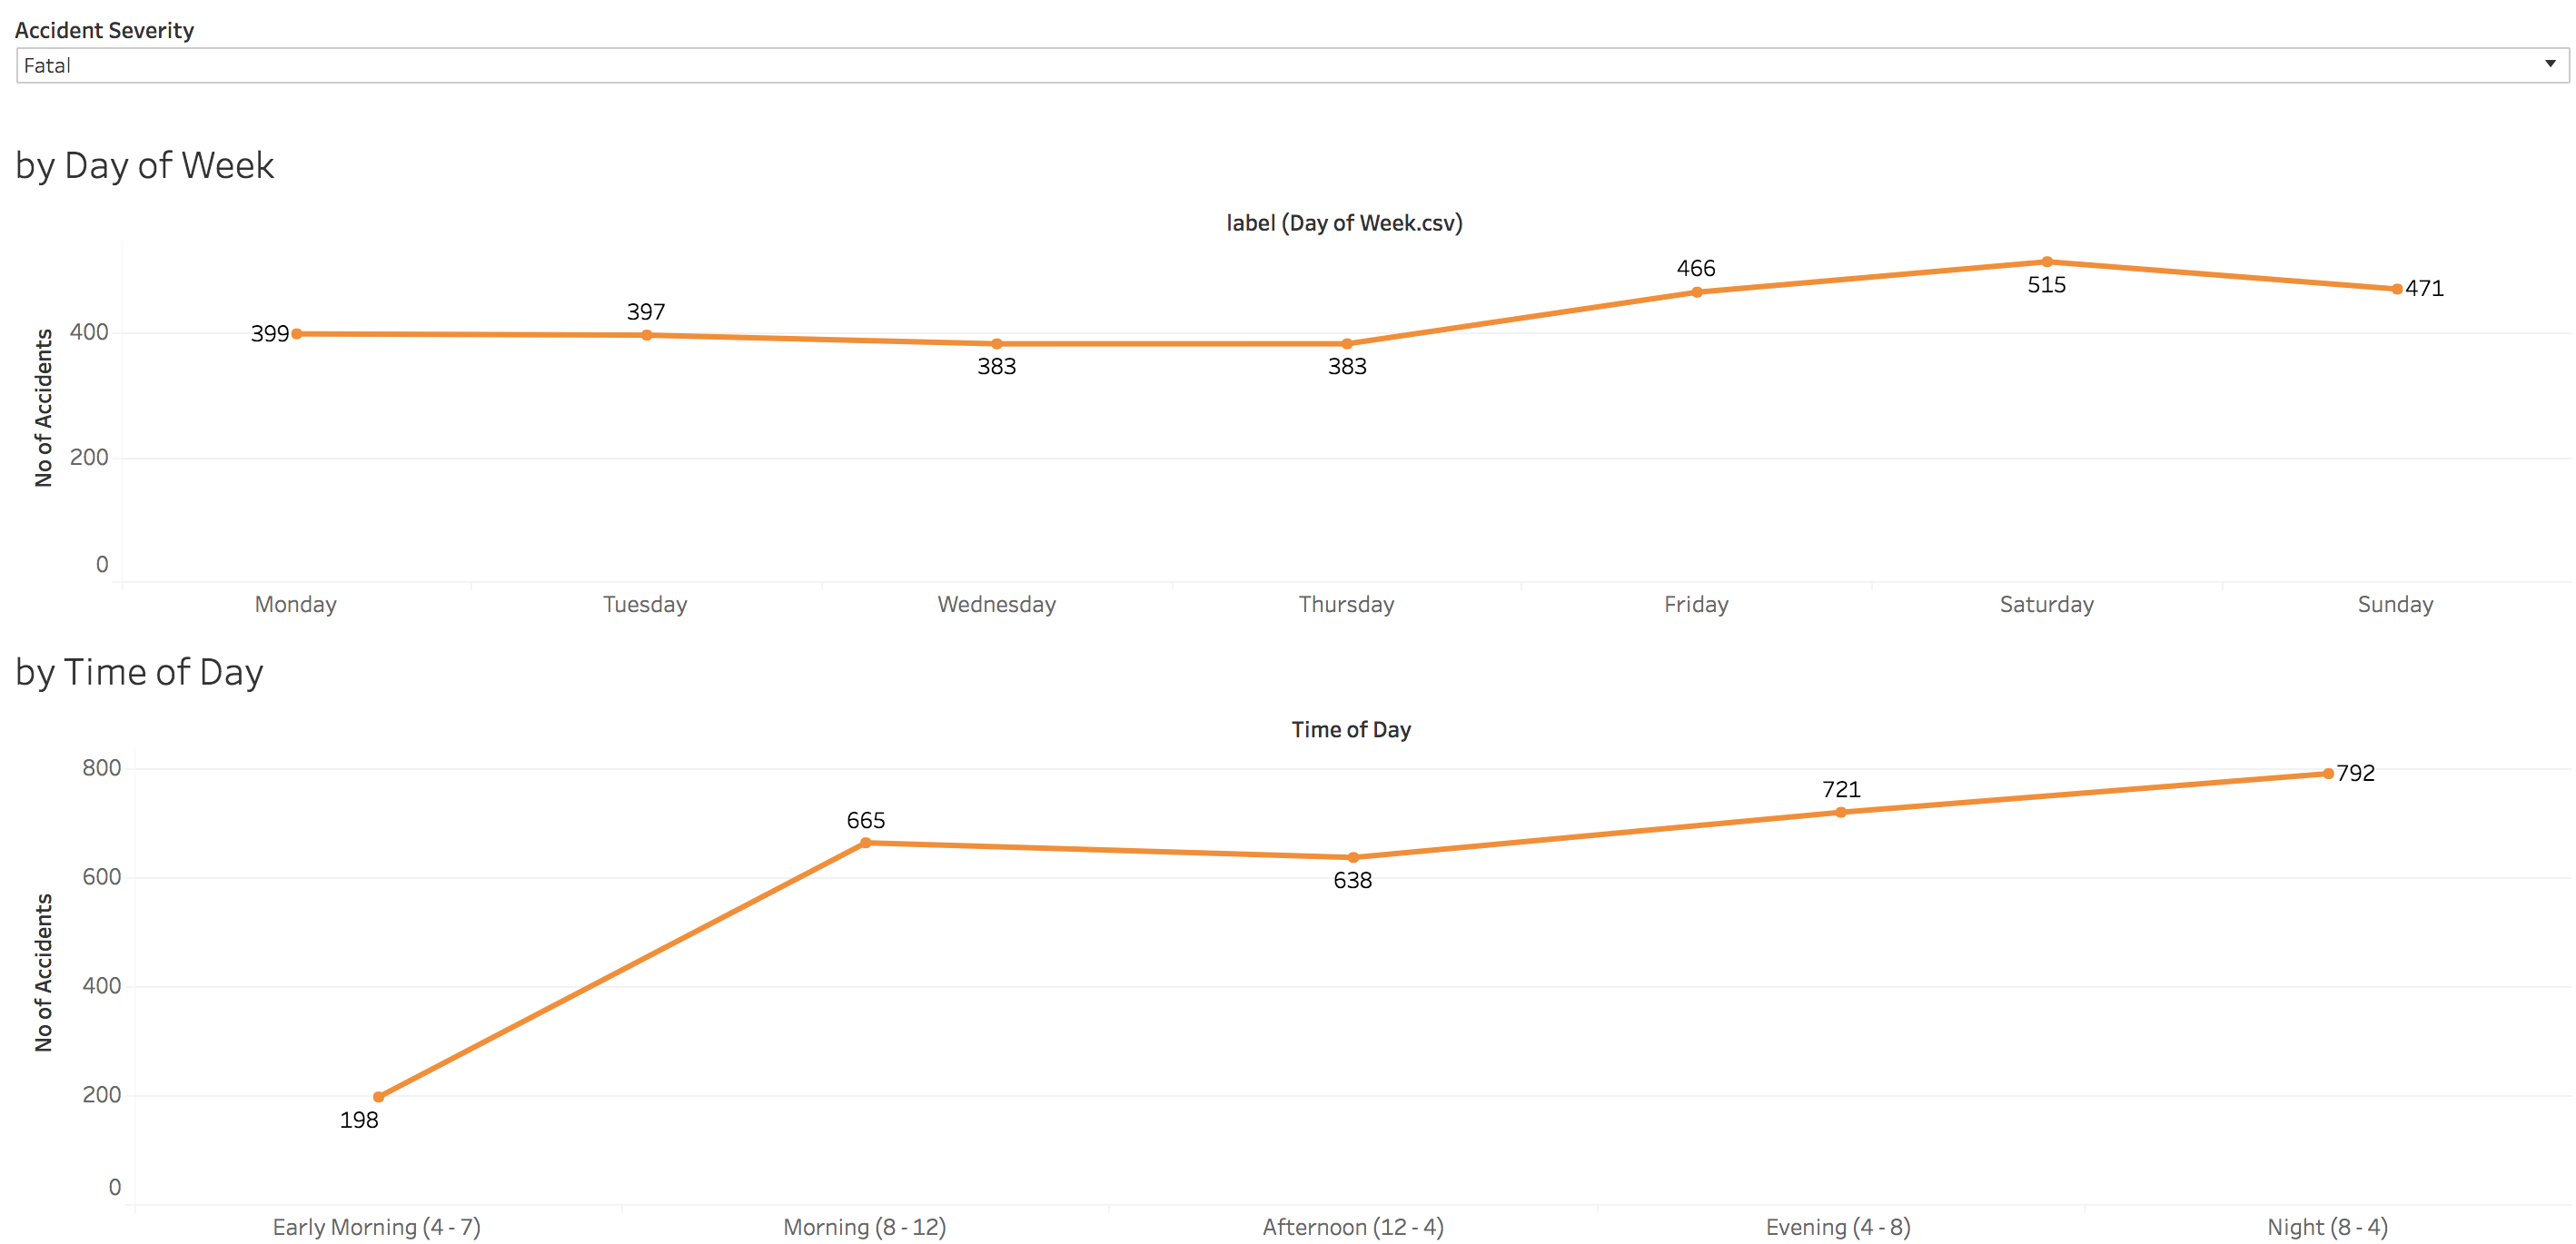 Accident Severity
Fatal
by Day of Week
label (Day of Week.csv)
No of Accidents
400
200
0
399
397
383
383
466
515
471
Monday Tuesday Wednesday Thursday Friday Saturday Sunday
by Time of Day
Time of Day
No of Accidents
800
600
400
200
0
198
665
638
721
792
Early Morning (4 - 7) Morning (8 - 12) Afternoon (12 - 4) Evening (4 - 8) Night (8 - 4)